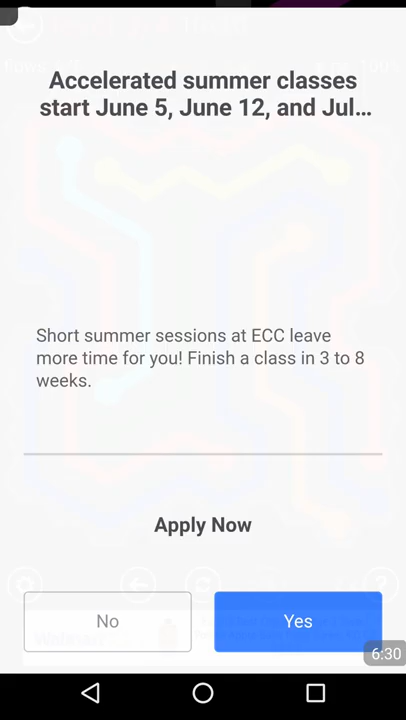 Accelerated summer classes
start June 5, June 12, and Jul...
Short summer sessions at ECC leave
more time for you! Finish a class in 3 to 8
weeks.
Apply Now
No
Yes
6:30